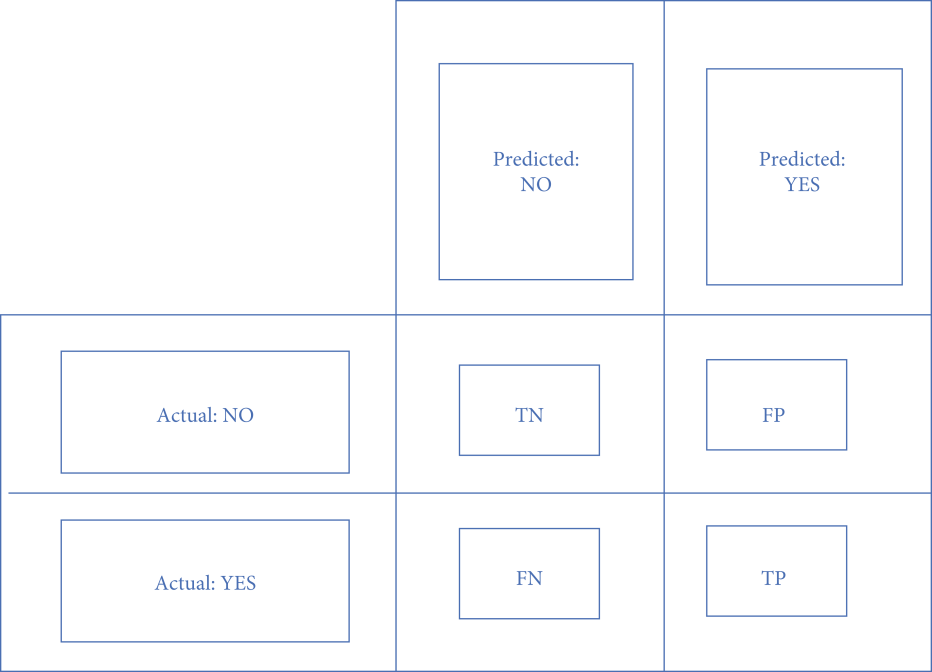 Predicted:
NO
Predicted:
YES
Actual: NO
TN
FP
Actual: YES
FN
TP